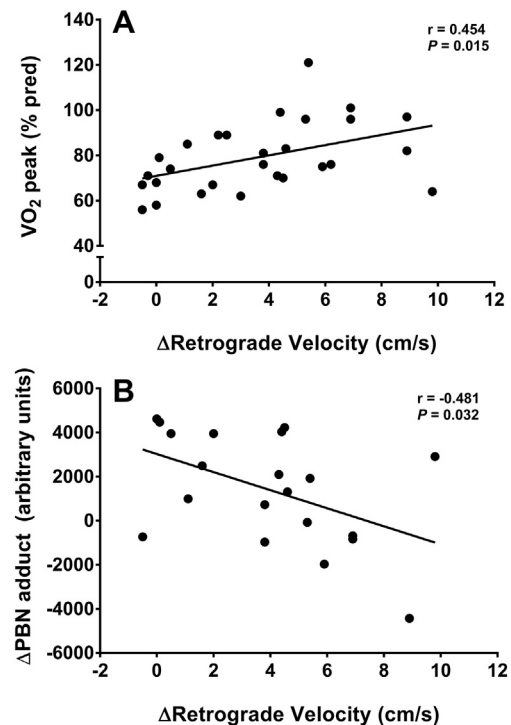 A
r = 0.454
P = 0.015
VO2 peak (% pred)
140
120
100
80
60
40
0
-2 0 2 4 6 8 10 12
ΔRetrograde Velocity (cm/s)
B
r = -0.481
P = 0.032
ΔPBN adduct (arbitrary units)
6000
4000
2000
0
-2000
-4000
-6000
-2 0 2 4 6 8 10 12
ΔRetrograde Velocity (cm/s)